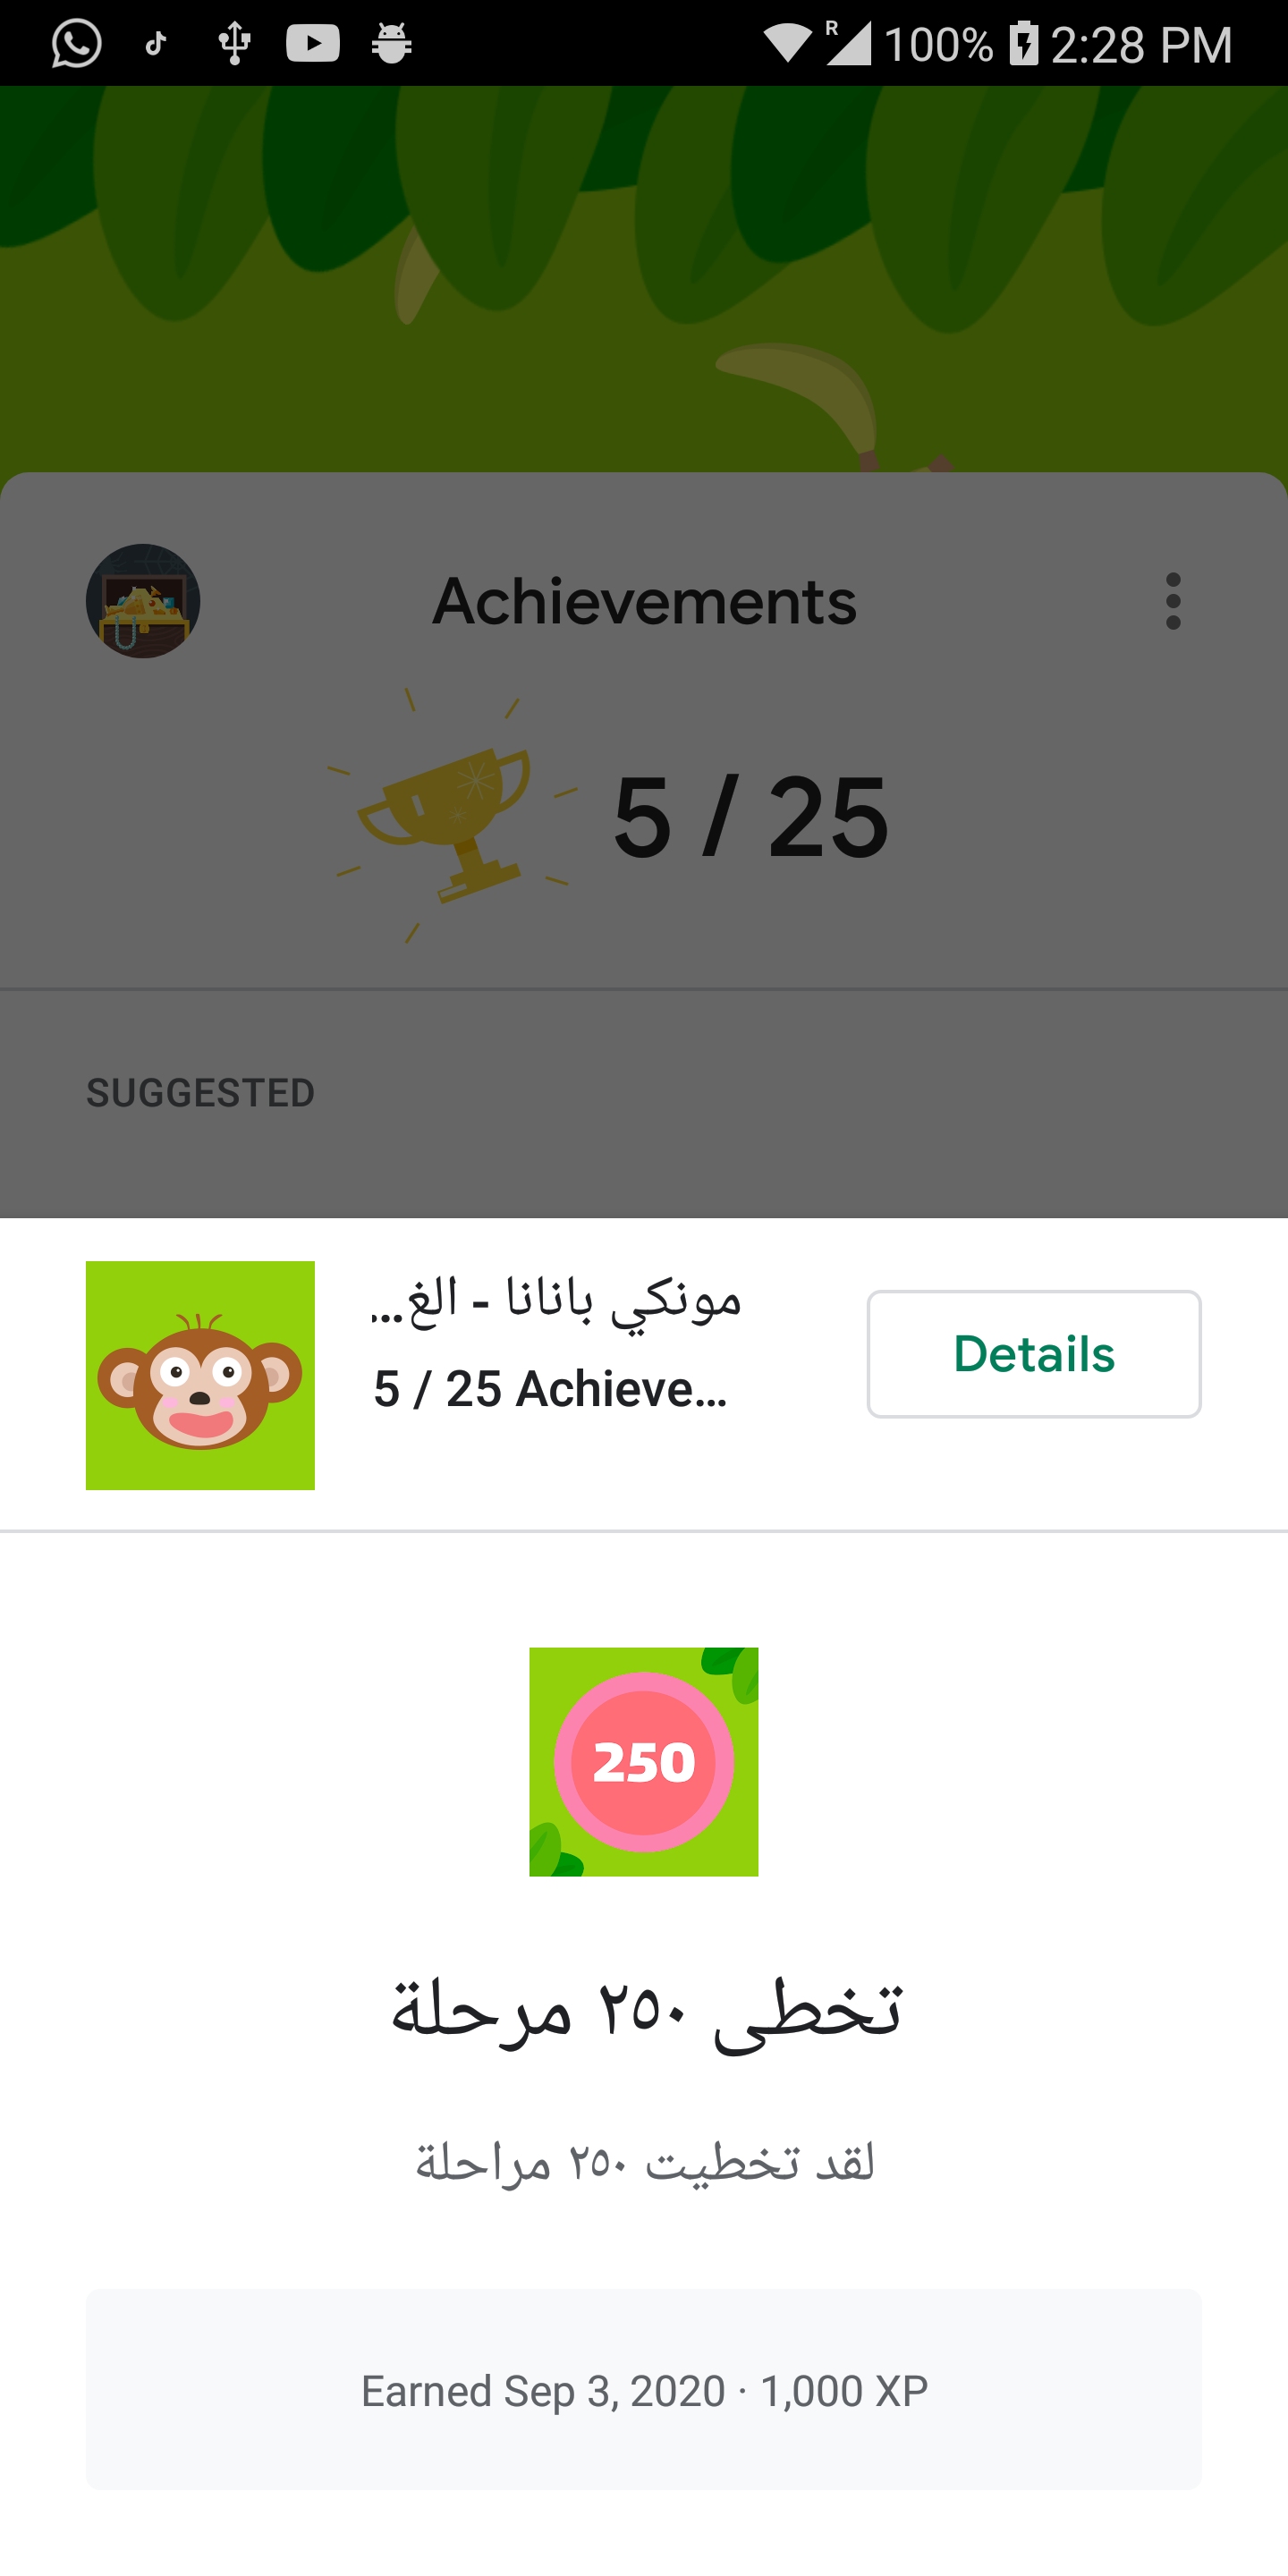 R 100% 2:28 PM
Achievements
5 / 25
SUGGESTED
مونكي بانانا - الغ...
5 / 25 Achieve...
Details
250
تخطى ٢٥٠ مرحلة
لقد تخطيت ٢٥٠ مراحلة
Earned Sep 3, 2020 · 1,000 XP